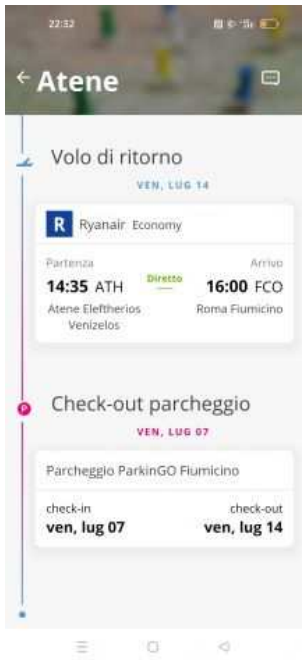 22:32
Atene
Volo di ritorno
VEN, LUG 14
R Ryanair Economy
Partenza Arrivo
14:35 ATH Diretto 16:00 FCO
Atene Eleftherios Roma Fiumicino
Venizelos
P Check-out parcheggio
VEN, LUG 07
Parcheggio ParkinGO Fiumicino
check-in check-out
ven, lug 07 ven, lug 14